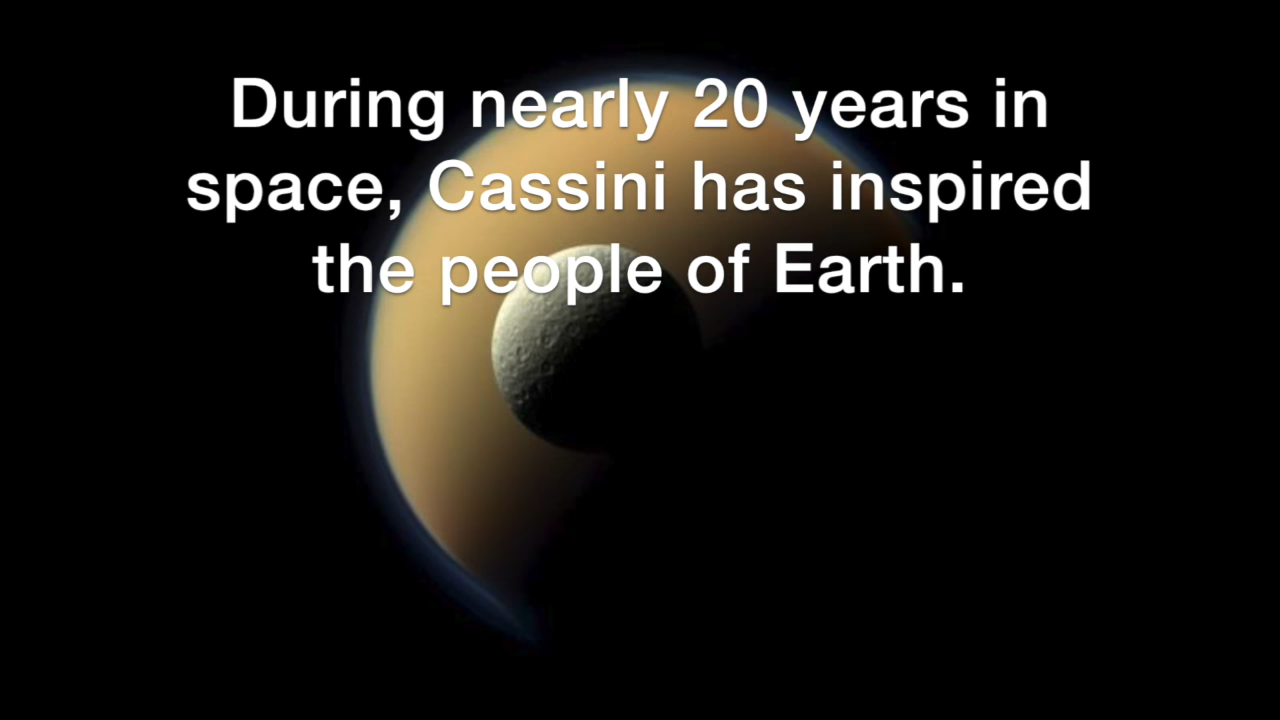 During nearly 20 years in
space, Cassini has inspired
the people of Earth.